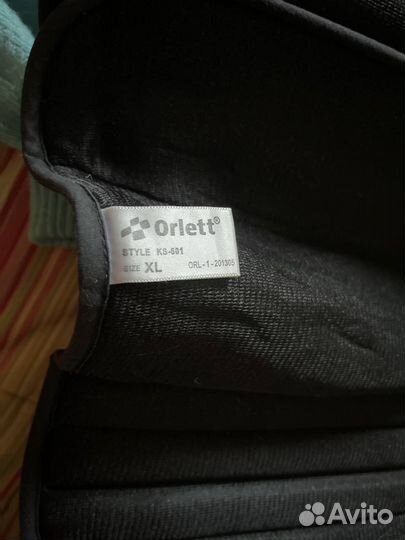 Orlett®
STYLE KS-601
SIZE XL ORL-1-201305
Avito